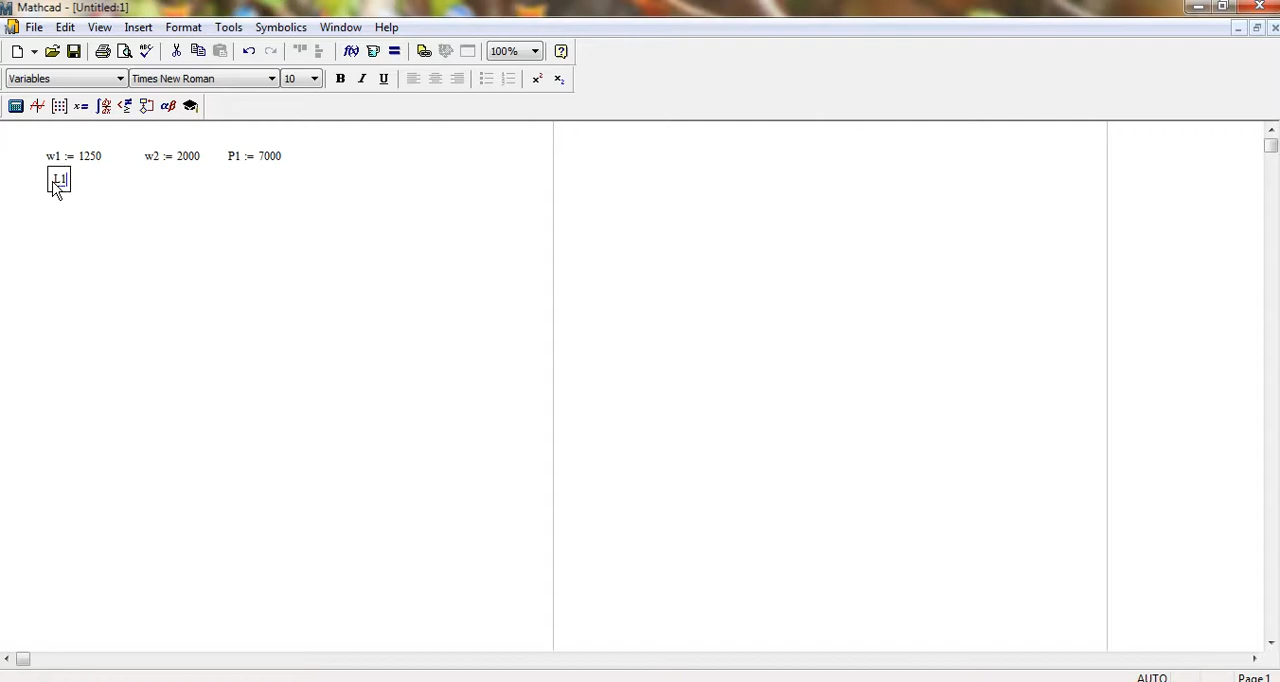 Mathcad - [Untitled:1]
File Edit View Insert Format Tools Symbolics Window Help
100%
Variables Times New Roman 10 B I U
w1 := 1250 w2 := 2000 P1 := 7000
L1
AUTO Page 1